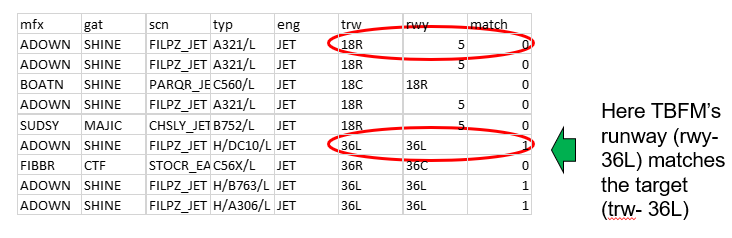 mfx gat scn typ eng trw rwy match
ADOWN SHINE FILPZ_JET A321/L JET 18R 5 0
ADOWN SHINE FILPZ_JET A321/L JET 18R 5 0
BOATN SHINE PARQR_JE C560/L JET 18C 18R 0
ADOWN SHINE FILPZ_JET A321/L JET 18R 5 0
SUDSY MAJIC CHSLY_JET B752/L JET 18R 5 0
ADOWN SHINE FILPZ_JET H/DC10/L JET 36L 36L 1
FIBBR CTF STOCR_EA C56X/L JET 36R 36C 0
ADOWN SHINE FILPZ_JET H/B763/L JET 36L 36L 1
ADOWN SHINE FILPZ_JET H/A306/L JET 36L 36L 1
Here TBFM's
runway (rwy-
36L) matches
the target
(trw- 36L)